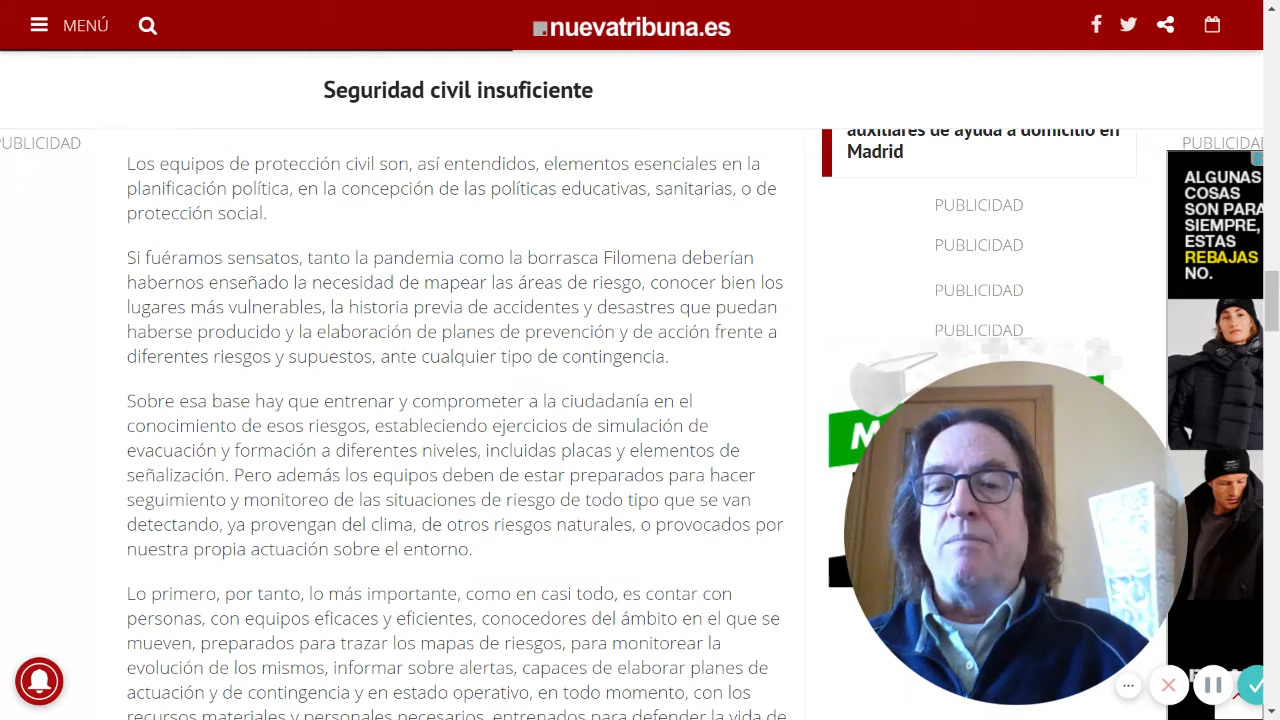 MENÚ
nuevatribuna.es
Seguridad civil insuficiente
PUBLICIDAD
Los equipos de protección civil son, así entendidos, elementos esenciales en la
planificación política, en la concepción de las políticas educativas, sanitarias, o de
protección social.
Si fuéramos sensatos, tanto la pandemia como la borrasca Filomena deberían
habernos enseñado la necesidad de mapear las áreas de riesgo, conocer bien los
lugares más vulnerables, la historia previa de accidentes y desastres que puedan
haberse producido y la elaboración de planes de prevención y de acción frente a
diferentes riesgos y supuestos, ante cualquier tipo de contingencia.
Sobre esa base hay que entrenar y comprometer a la ciudadanía en el
conocimiento de esos riesgos, estableciendo ejercicios de simulación de
evaluación y formación a diferentes niveles, incluidas placas y elementos de
señalización. Pero además los equipos deben de estar preparados para hacer
seguimiento y monitoreo de las situaciones de riesgo de todo tipo que se van
detectando, ya provengan del clima, de otros riesgos naturales, o provocados por
nuestra propia actuación sobre el entorno.
Lo primero, por tanto, lo más importante, como en casi todo, es contar con
personas, con equipos eficaces y eficientes, conocedores del ámbito en el que se
mueven, preparados para trazar los mapas de riesgos, para monitorear la
evolución de los mismos, informar sobre alertas, capaces de elaborar planes de
actuación y de contingencia y en estado operativo, en todo momento, con los
recursos materiales y personales necesarios, entrenados para defender la vida de
auxiliares de ayuda a domicilio en
Madrid
PUBLICIDAD
PUBLICIDAD
PUBLICIDAD
PUBLICIDAD
M
PUBLICIDAD
ALGUNAS
COSAS
SON PARA
SIEMPRE,
ESTAS
REBAJAS
NO.